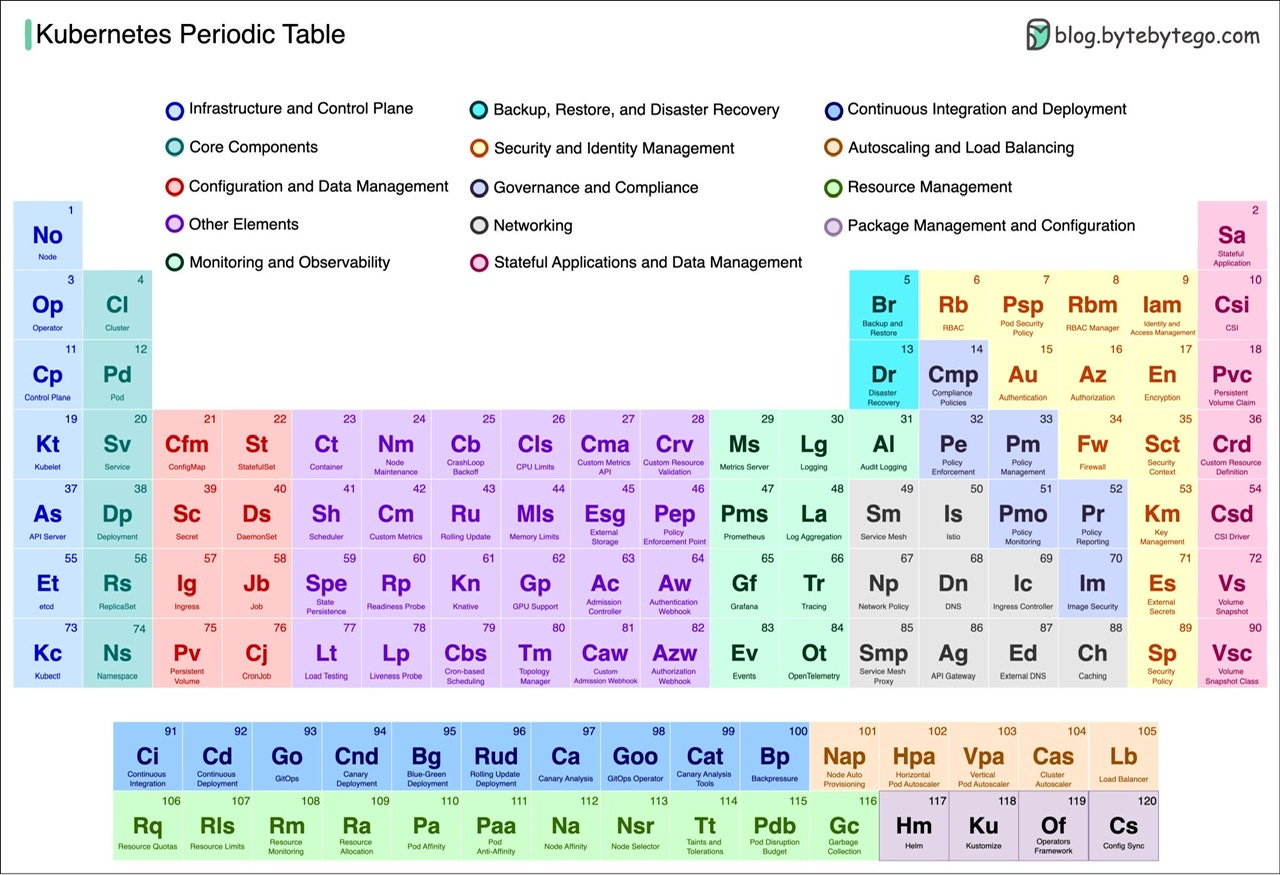 Kubernetes Periodic Table
blog.bytebytego.com
Infrastructure and Control Plane
Core Components
Configuration and Data Management
Other Elements
Monitoring and Observability
Backup, Restore, and Disaster Recovery
Security and Identity Management
Governance and Compliance
Networking
Stateful Applications and Data Management
Continuous Integration and Deployment
Autoscaling and Load Balancing
Resource Management
Package Management and Configuration
1
No
Node
2
Sa
Stateful
Application
3
Op
Operator
4
Cl
Cluster
5
Br
Backup and
Restore
6
Rb
RBAC
7
Psp
Pod Security
Policy
8
Rbm
RBAC Manager
9
Iam
Identity and
Access Management
10
Csi
CSI
11
Cp
Control Plane
12
Pd
Pod
13
Dr
Disaster
Recovery
14
Cmp
Compliance
Policies
15
Au
Authentication
16
Az
Authorization
17
En
Encryption
18
Pvc
Persistent
Volume Claim
19
Kt
Kubelet
20
Sv
Service
21
Cfm
ConfigMap
22
St
StatefulSet
23
Ct
Container
24
Nm
Node
Maintenance
25
Cb
CrashLoop
Backoff
26
Cls
CPU Limits
27
Cma
Custom Metrics
API
28
Crv
Custom Resource
Validation
29
Ms
Metrics Server
30
Lg
Logging
31
Al
Audit Logging
32
Pe
Policy
Enforcement
33
Pm
Policy
Management
34
Fw
Firewall
35
Sct
Security
Context
36
Crd
Custom Resource
Definition
37
As
API Server
38
Dp
Deployment
39
Sc
Secret
40
Ds
DaemonSet
41
Sh
Scheduler
42
Cm
Custom Metrics
43
Ru
Rolling Update
44
Mls
Memory Limits
45
Esg
External
Storage
46
Pep
Policy
Enforcement Point
47
Pms
Prometheus
48
La
Log Aggregation
49
Sm
Service Mesh
50
Is
Istio
51
Pmo
Policy
Monitoring
52
Pr
Policy
Reporting
53
Km
Key
Management
54
Csd
CSI Driver
55
Et
etcd
56
Rs
ReplicaSet
57
Ig
Ingress
58
Jb
Job
59
Spe
State
Persistence
60
Rp
Readiness Probe
61
Kn
Knative
62
Gp
GPU Support
63
Ac
Admission
Controller
64
Aw
Authentication
Webhook
65
Gf
Grafana
66
Tr
Tracing
67
Np
Network Policy
68
Dn
DNS
69
Ic
Ingress Controller
70
Im
Image Security
71
Es
External
Secrets
72
Vs
Volume
Snapshot
73
Kc
Kubectl
74
Ns
Namespace
75
Pv
Persistent
Volume
76
Cj
CronJob
77
Lt
Load Testing
78
Lp
Liveness Probe
79
Cbs
Cron-based
Scheduling
80
Tm
Topology
Manager
81
Caw
Custom
Admission Webhook
82
Azw
Authorization
Webhook
83
Ev
Events
84
Ot
OpenTelemetry
85
Smp
Service Mesh
Proxy
86
Ag
API Gateway
87
Ed
External DNS
88
Ch
Caching
89
Sp
Security
Policy
90
Vsc
Volume
Snapshot Class
91
Ci
Continuous
Integration
92
Cd
Continuous
Deployment
93
Go
GitOps
94
Cnd
Canary
Deployment
95
Bg
Blue-Green
Deployment
96
Rud
Rolling Update
Deployment
97
Ca
Canary Analysis
98
Goo
GitOps Operator
99
Cat
Canary Analysis
Tools
100
Bp
Backpressure
101
Nap
Node Auto
Provisioning
102
Hpa
Horizontal
Pod Autoscaler
103
Vpa
Vertical
Pod Autoscaler
104
Cas
Cluster
Autoscaler
105
Lb
Load Balancer
106
Rq
Resource Quotas
107
Rls
Resource Limits
108
Rm
Resource
Monitoring
109
Ra
Resource
Allocation
110
Pa
Pod Affinity
111
Paa
Pod
Anti-Affinity
112
Na
Node Affinity
113
Nsr
Node Selector
114
Tt
Taints and
Tolerations
115
Pdb
Pod Disruption
Budget
116
Gc
Garbage
Collection
117
Hm
Helm
118
Ku
Kustomize
119
Of
Operators
Framework
120
Cs
Config Sync